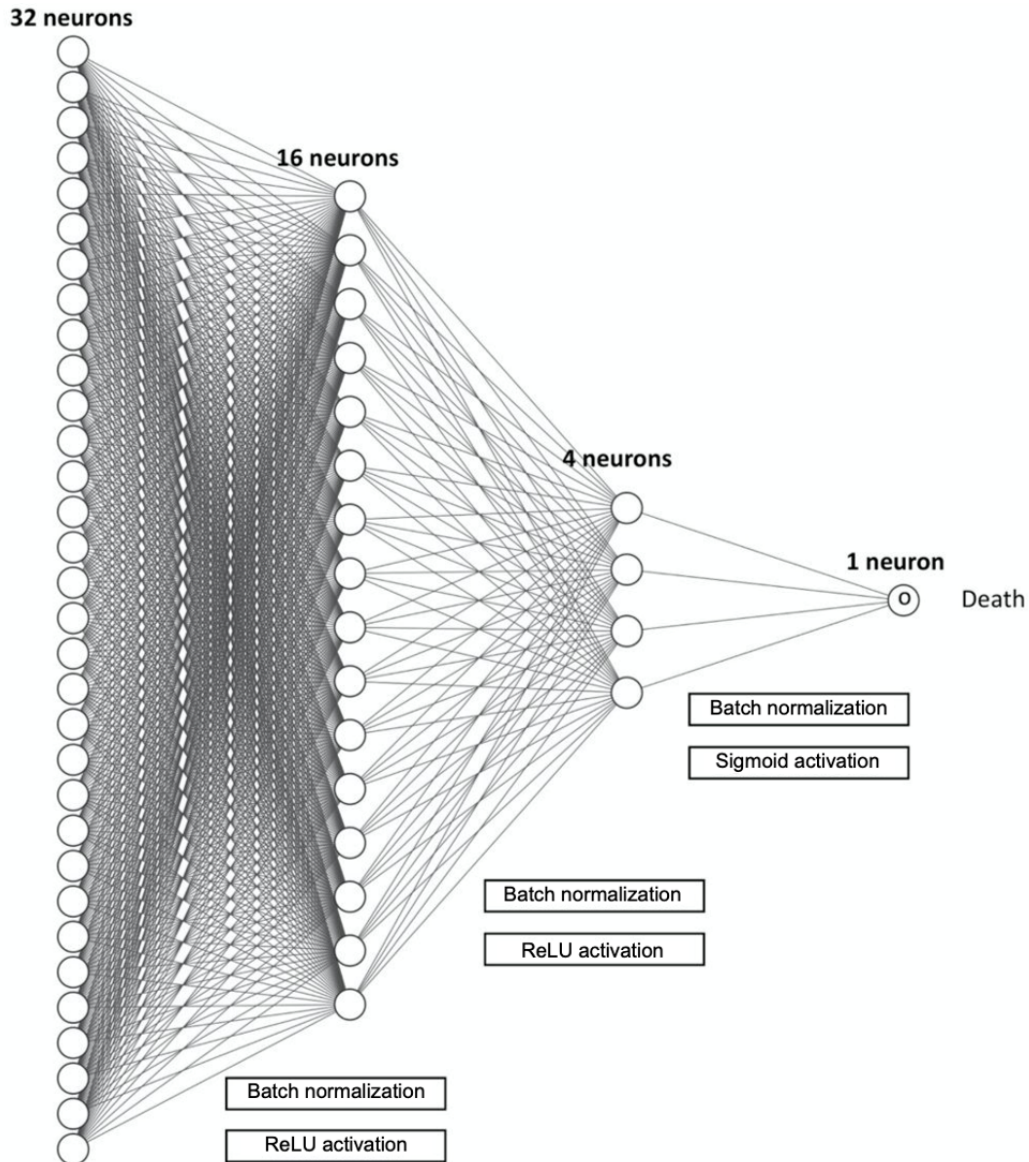 32 neurons
16 neurons
4 neurons
1 neuron
O
Death
Batch normalization
Sigmoid activation
Batch normalization
ReLU activation
Batch normalization
ReLU activation